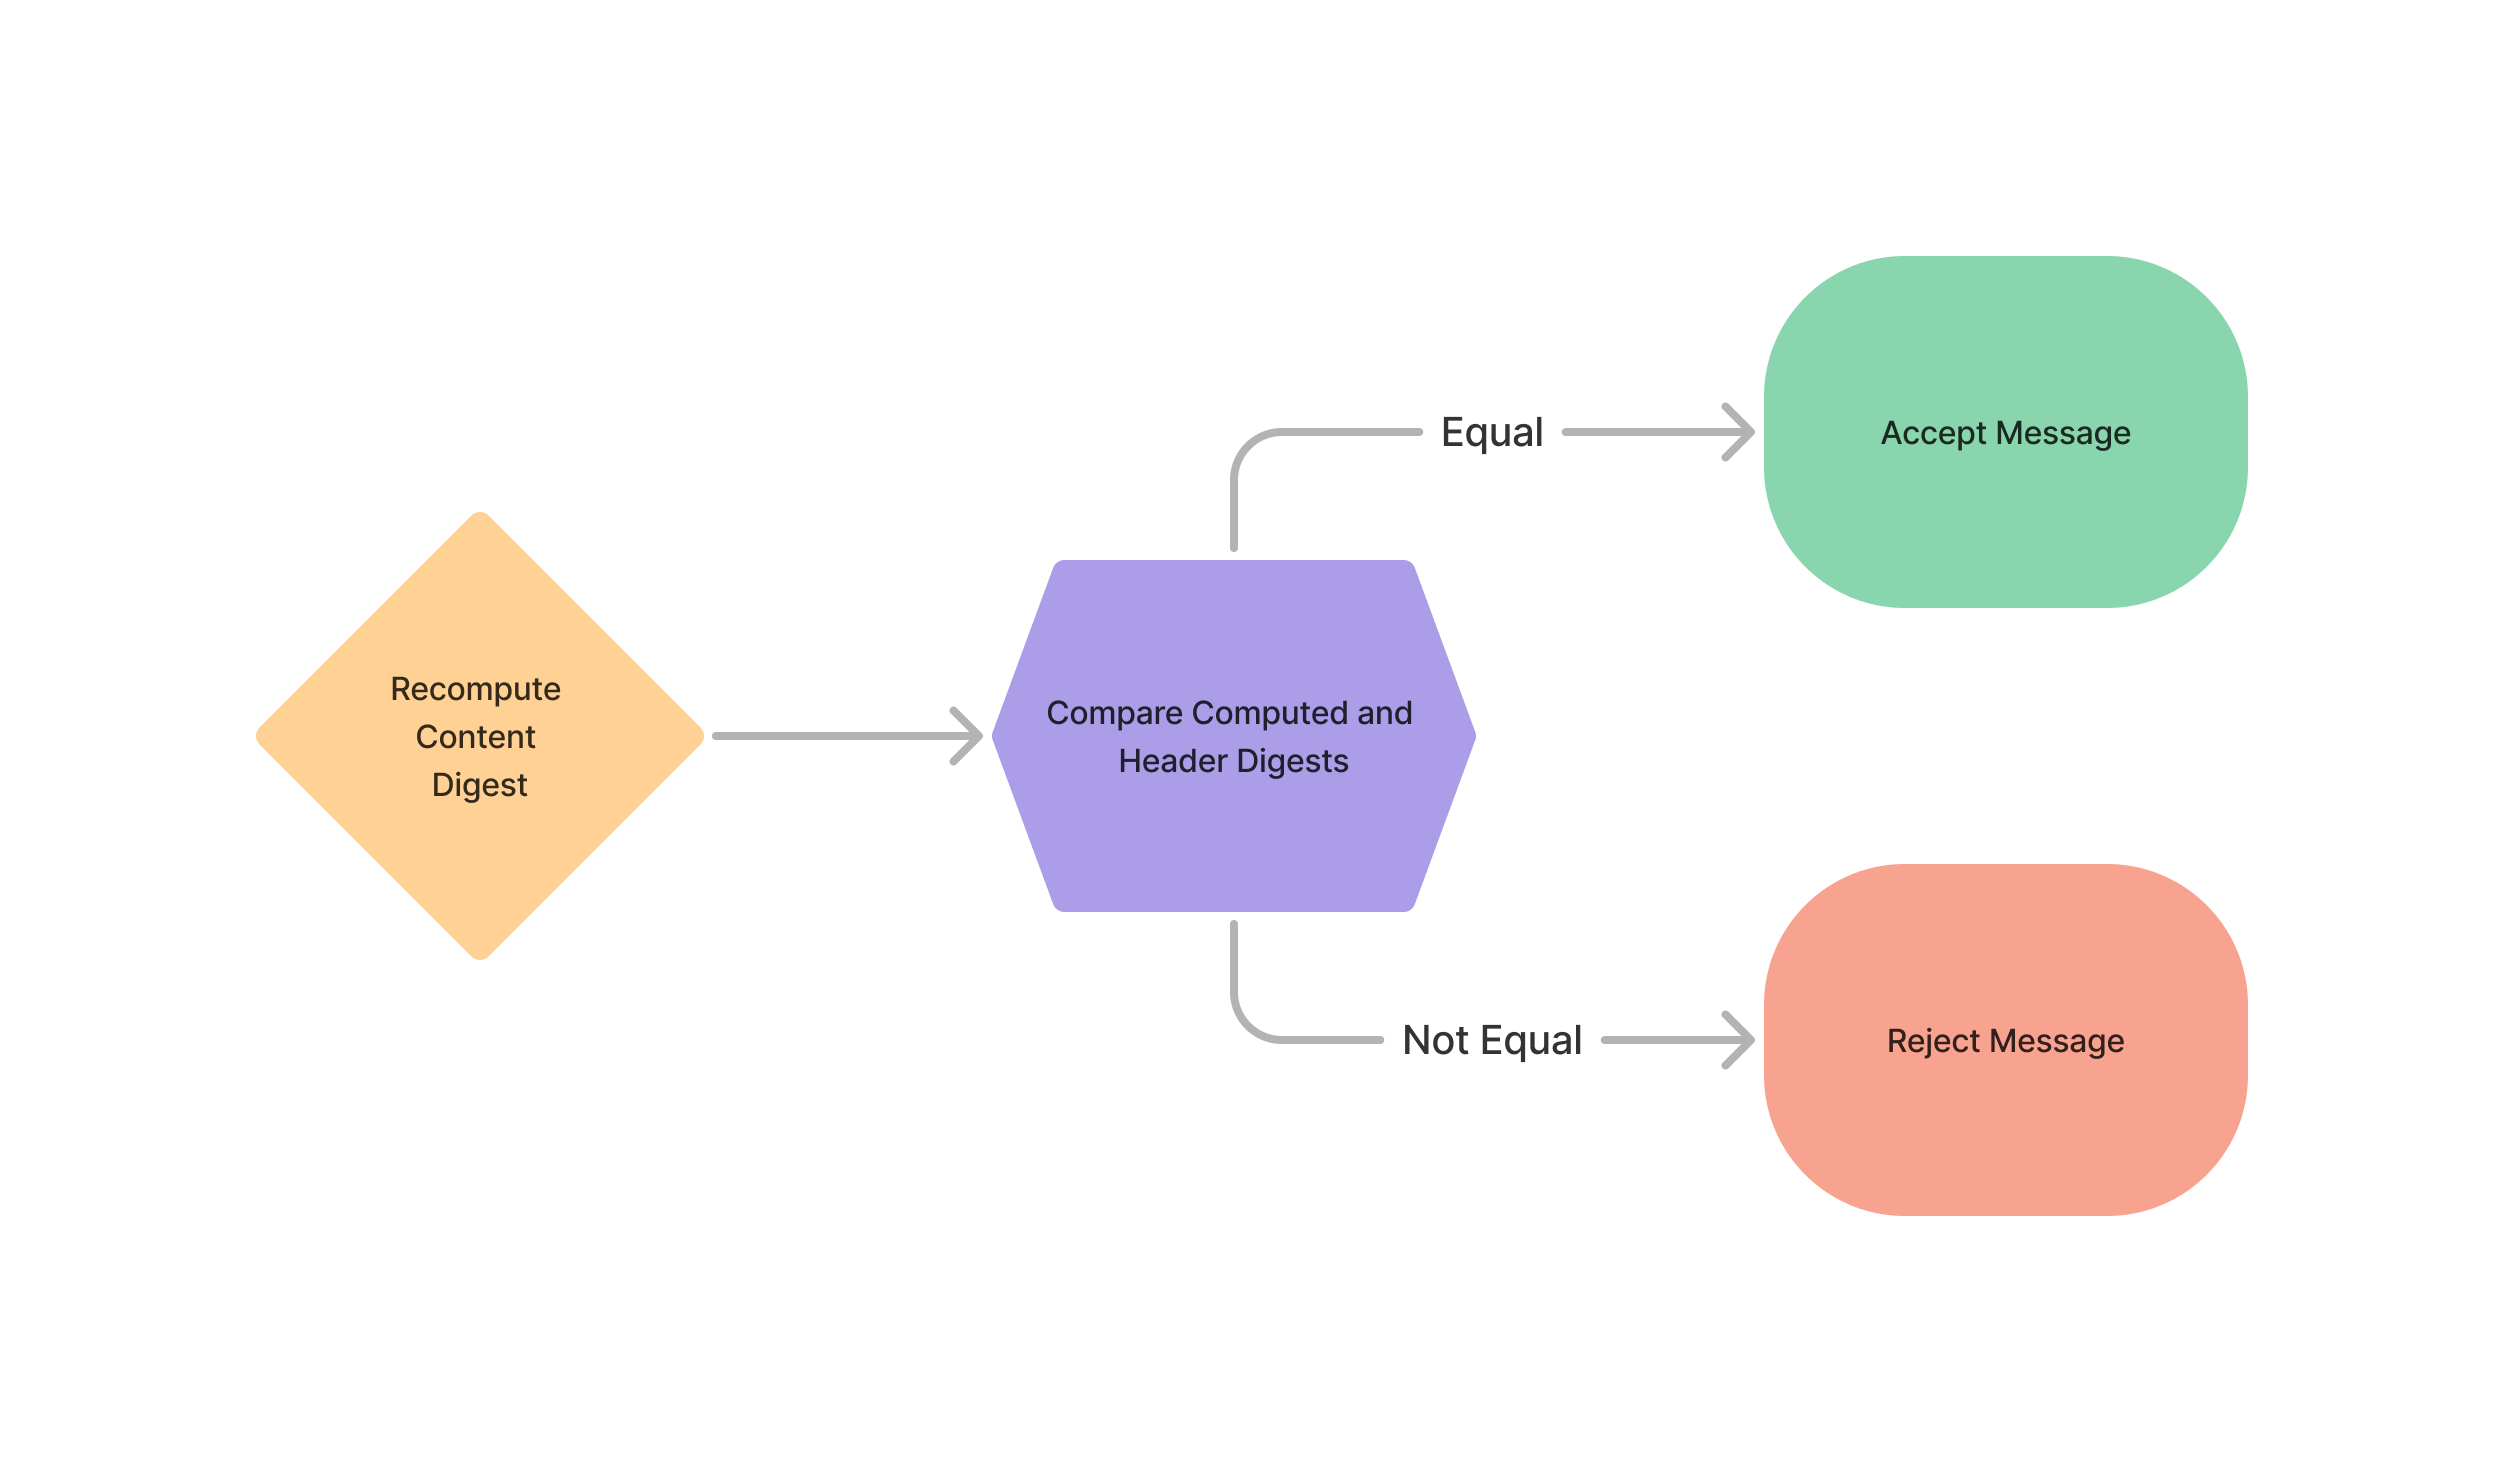 Recompute
Content
Digest
Compare Computed and
Header Digests
Equal
Accept Message
Not Equal
Reject Message